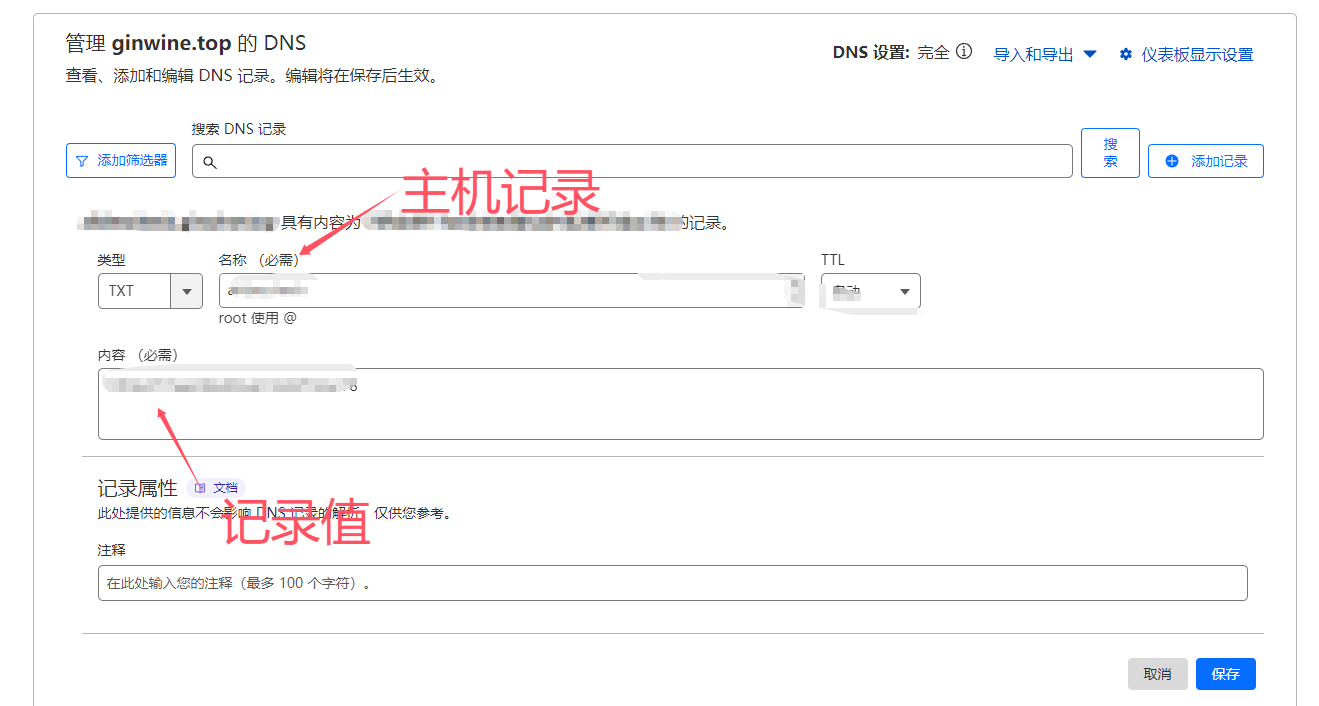 管理 ginwine.top 的 DNS
查看、添加和编辑 DNS 记录。编辑将在保存后生效。
DNS 设置: 完全
导入和导出
仪表板显示设置
搜索 DNS 记录
添加筛选器
搜索
添加记录
主机记录
具有内容为 的记录。
类型
名称 （必需）
TTL
TXT
自动
root 使用 @
内容 （必需）
记录属性 文档
记录值
此处提供的信息不会影响 DNS 记录的解析，仅供您参考。
注释
在此处输入您的注释（最多 100 个字符）。
取消
保存